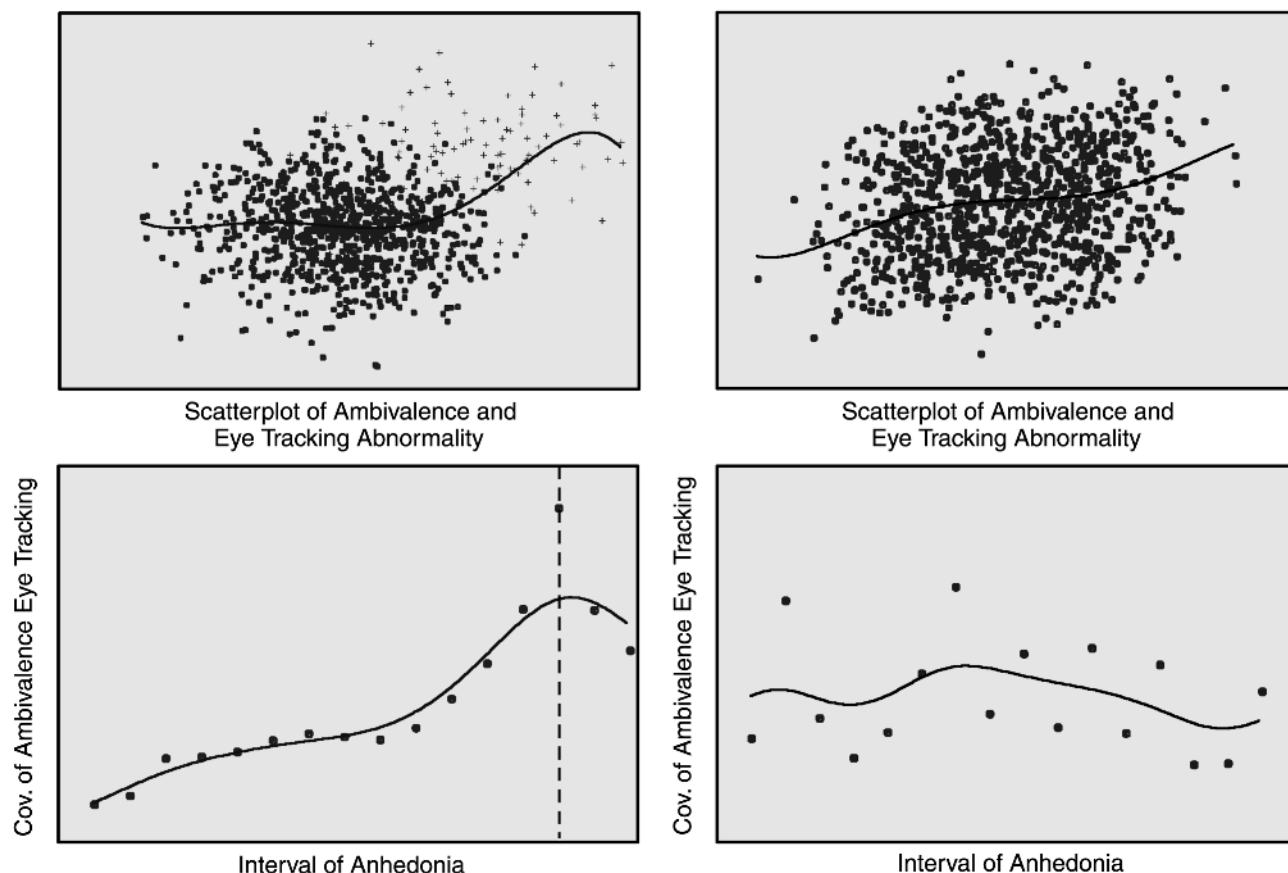 Scatterplot of Ambivalence and
Eye Tracking Abnormality
Scatterplot of Ambivalence and
Eye Tracking Abnormality
Cov. of Ambivalence Eye Tracking
Interval of Anhedonia
Cov. of Ambivalence Eye Tracking
Interval of Anhedonia